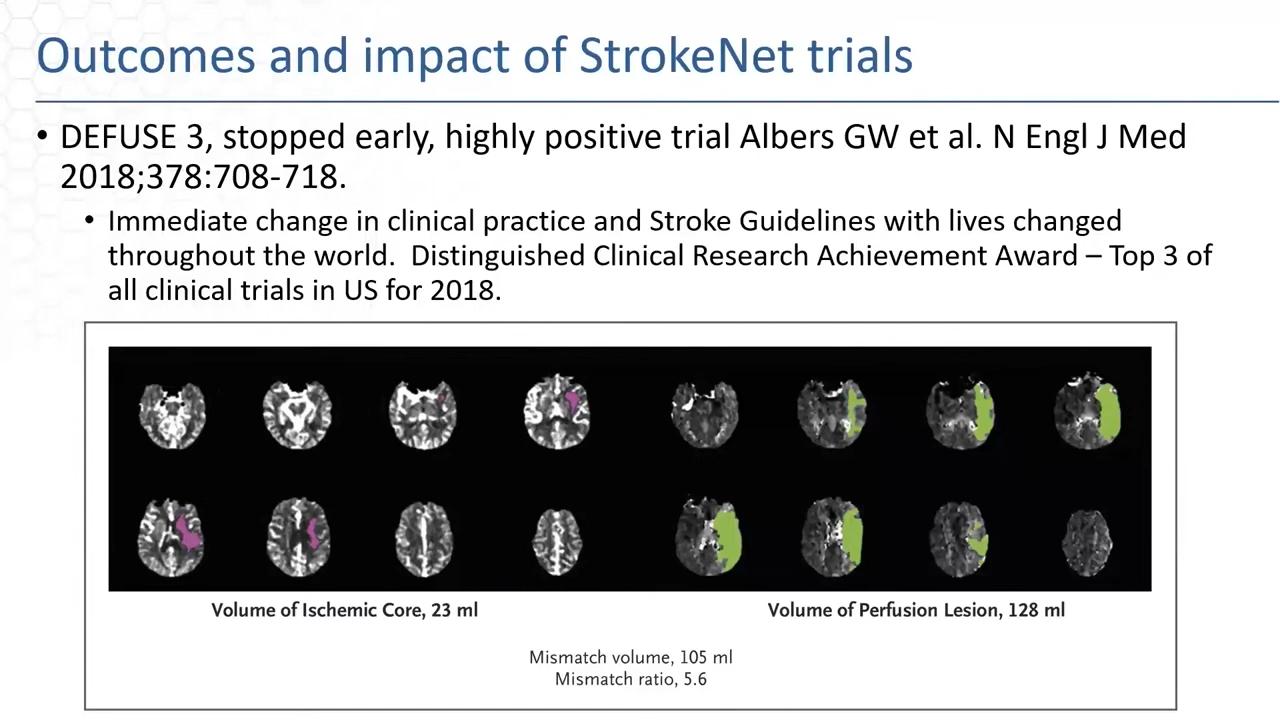 Outcomes and impact of StrokeNet trials
• DEFUSE 3, stopped early, highly positive trial Albers GW et al. N Engl J Med
2018;378:708-718.
• Immediate change in clinical practice and Stroke Guidelines with lives changed
throughout the world.  Distinguished Clinical Research Achievement Award – Top 3 of
all clinical trials in US for 2018.
Volume of Ischemic Core, 23 ml
Volume of Perfusion Lesion, 128 ml
Mismatch volume, 105 ml
Mismatch ratio, 5.6